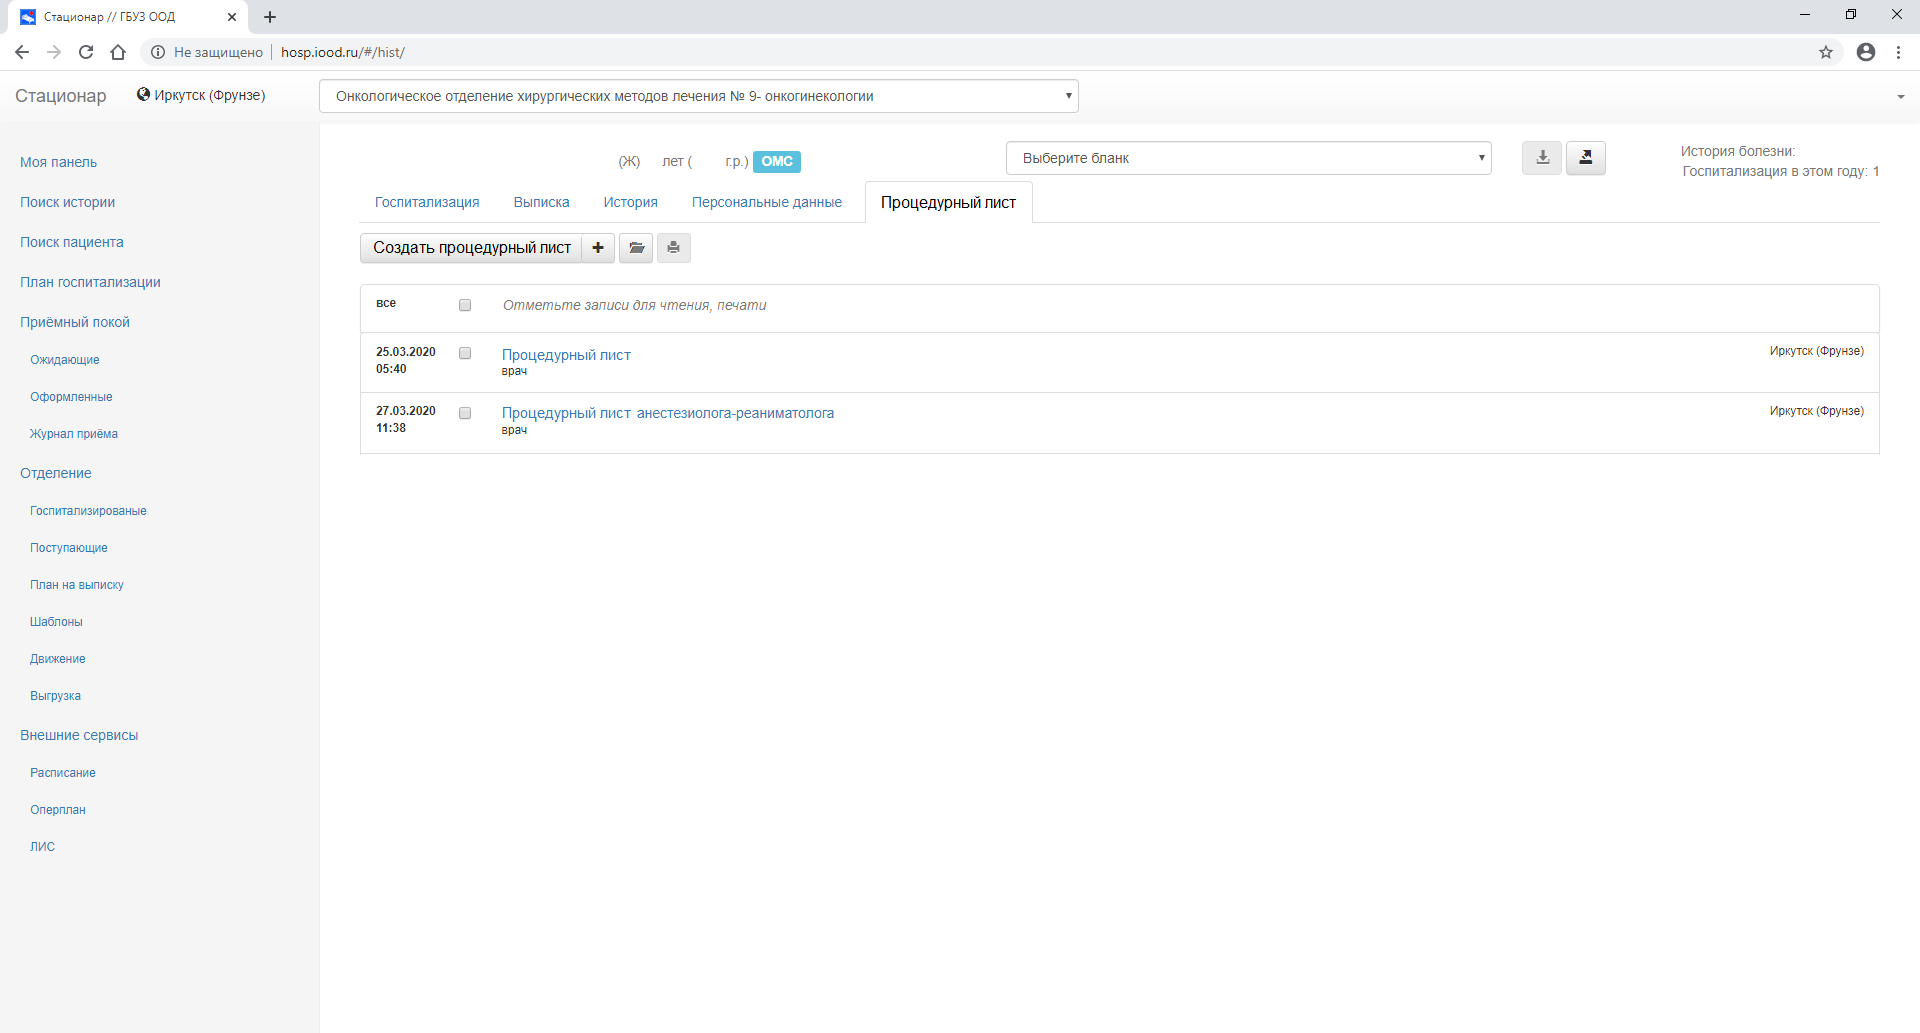 Стационар // ГБУЗ ООД
Не защищено
hosp.iood.ru/#/hist/
Стационар
Иркутск (Фрунзе)
Онкологическое отделение хирургических методов лечения № 9- онкогинекологии
Моя панель
Поиск истории
Поиск пациента
План госпитализации
Приёмный покой
Ожидающие
Оформленные
Журнал приёма
Отделение
Госпитализированые
Поступающие
План на выписку
Шаблоны
Движение
Выгрузка
Внешние сервисы
Расписание
Оперплан
ЛИС
(Ж) лет ( г.р.) ОМС
Выберите бланк
История болезни:
Госпитализация в этом году: 1
Госпитализация Выписка История Персональные данные Процедурный лист
Создать процедурный лист
все Отметьте записи для чтения, печати
25.03.2020 Процедурный лист Иркутск (Фрунзе)
05:40 врач
27.03.2020 Процедурный лист анестезиолога-реаниматолога Иркутск (Фрунзе)
11:38 врач